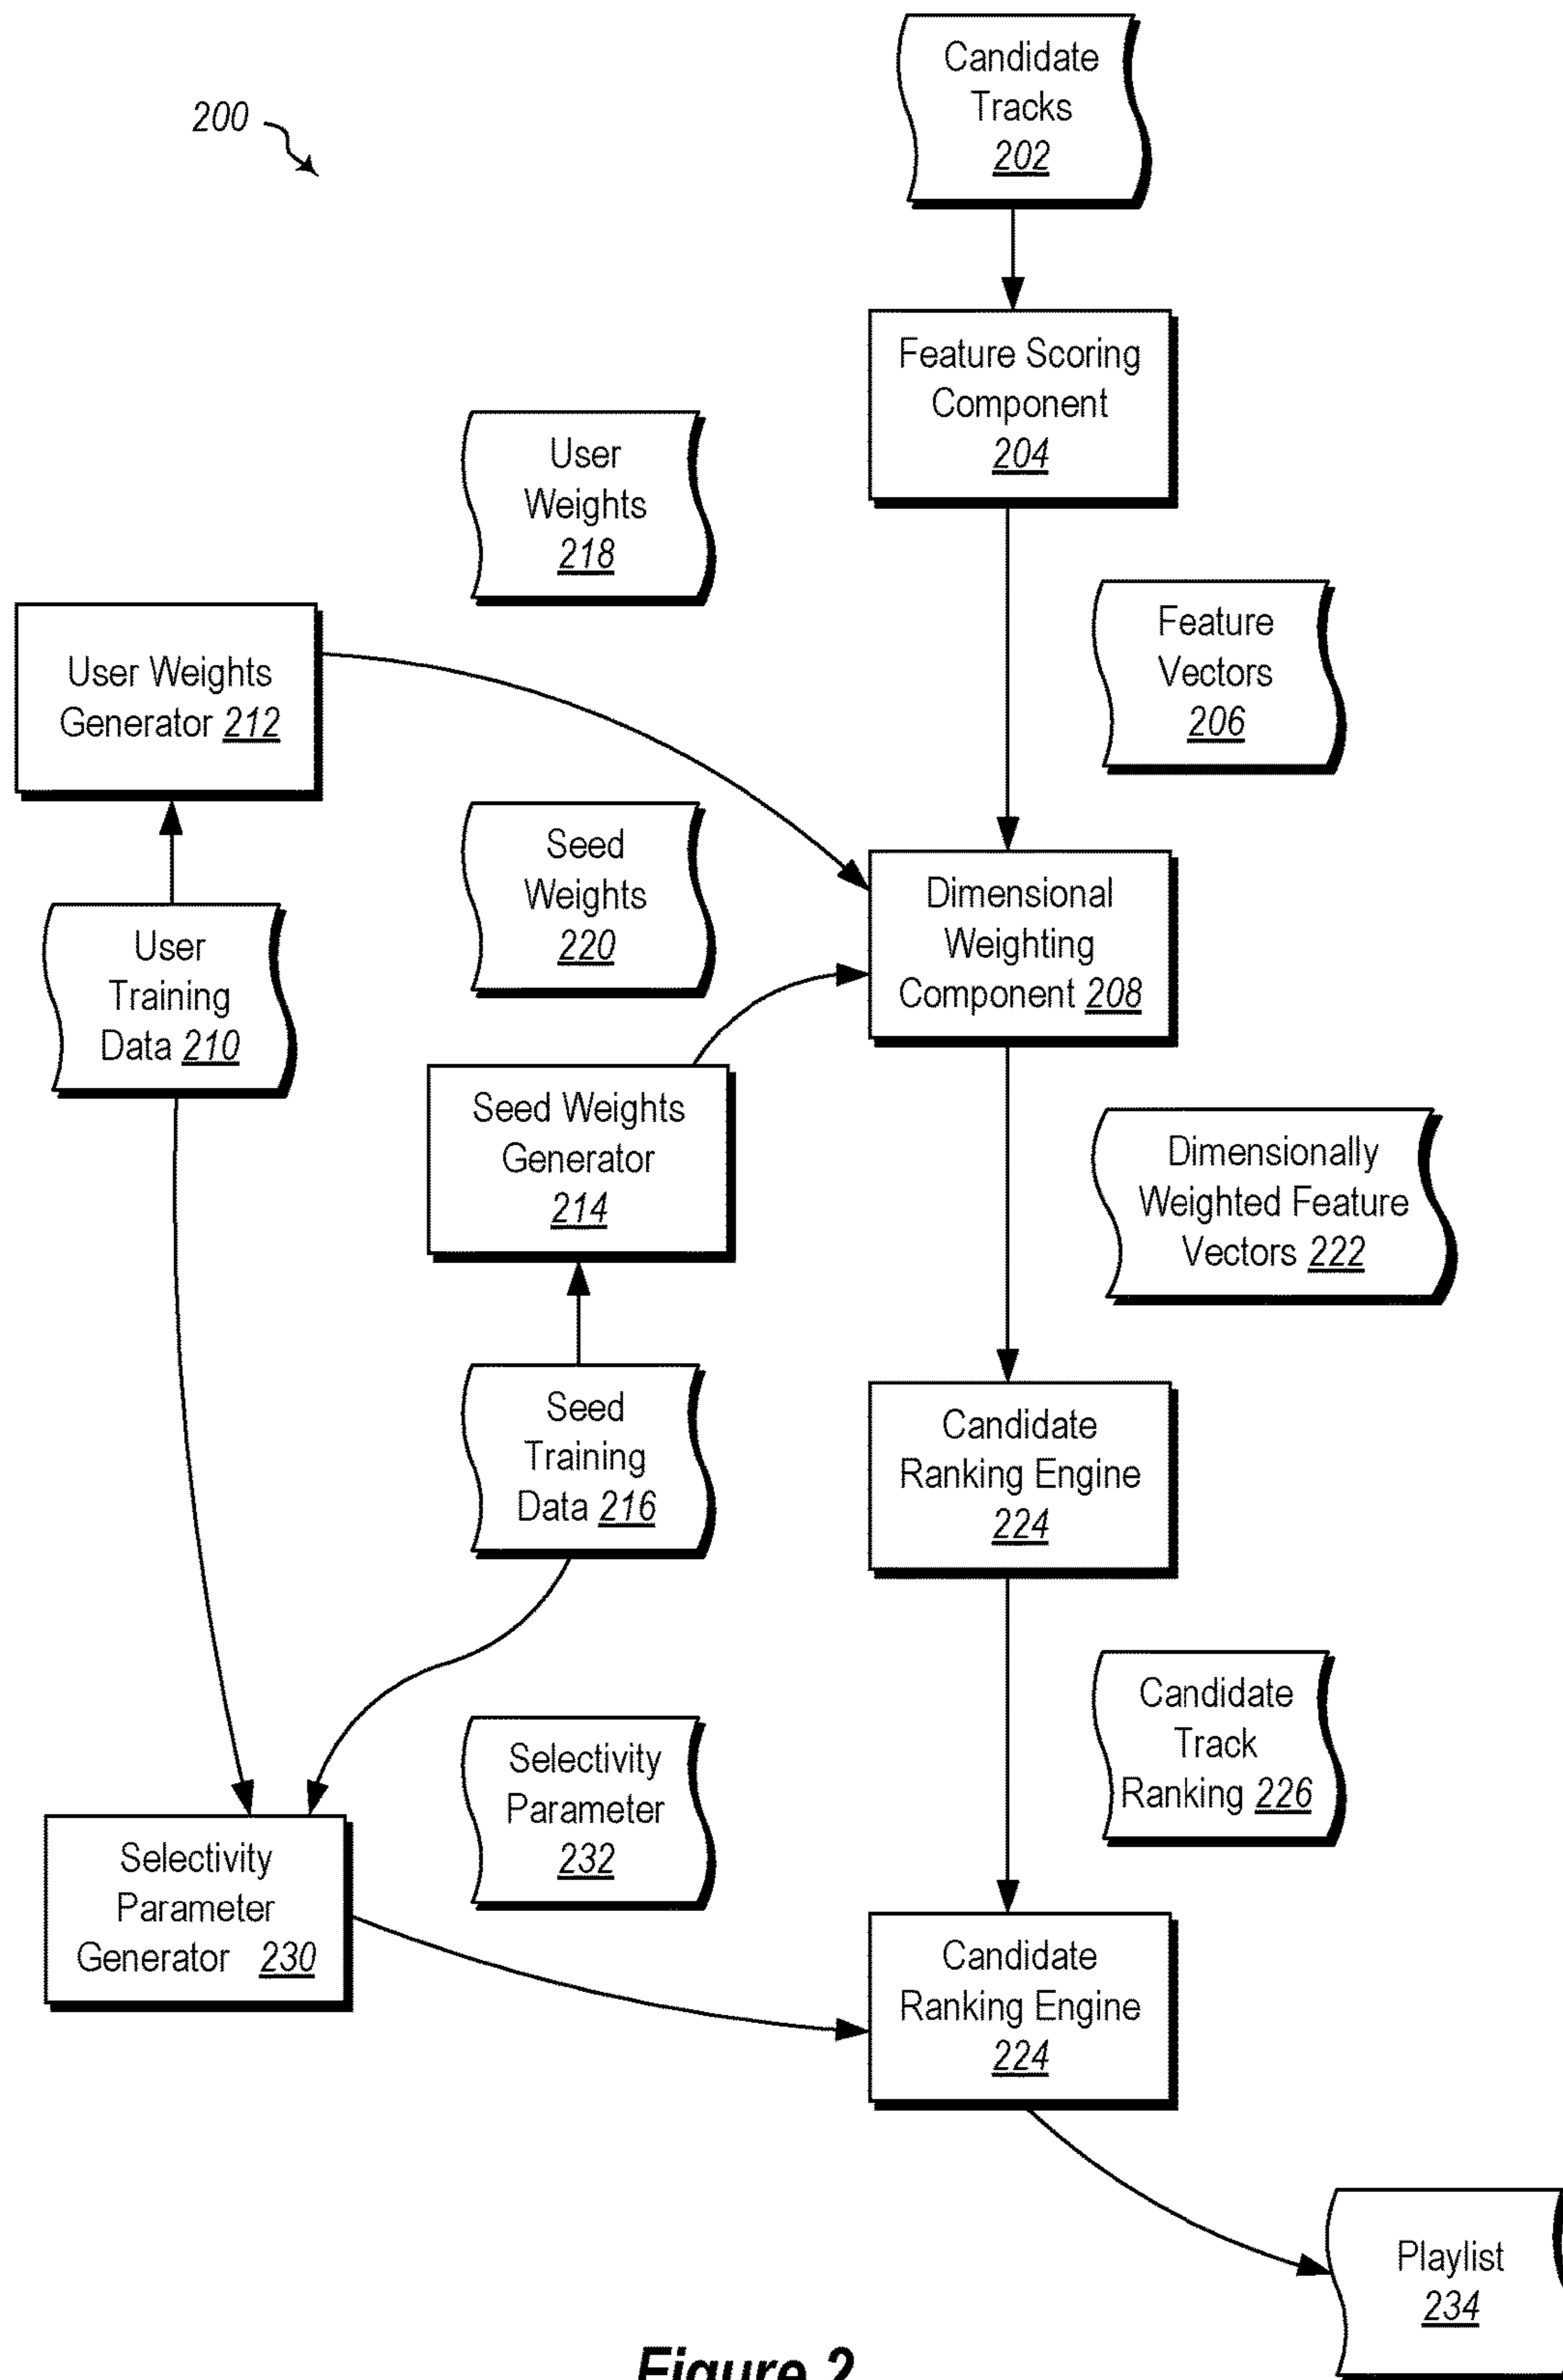 200
Candidate
Tracks
202
Feature Scoring
Component
204
User
Weights
218
Feature
Vectors
206
User Weights
Generator 212
Seed
Weights
220
Dimensional
Weighting
Component 208
User
Training
Data 210
Seed Weights
Generator
214
Dimensionally
Weighted Feature
Vectors 222
Seed
Training
Data 216
Candidate
Ranking Engine
224
Candidate
Track
Ranking 226
Selectivity
Parameter
232
Selectivity
Parameter
Generator 230
Candidate
Ranking Engine
224
Playlist
234
Figure 2